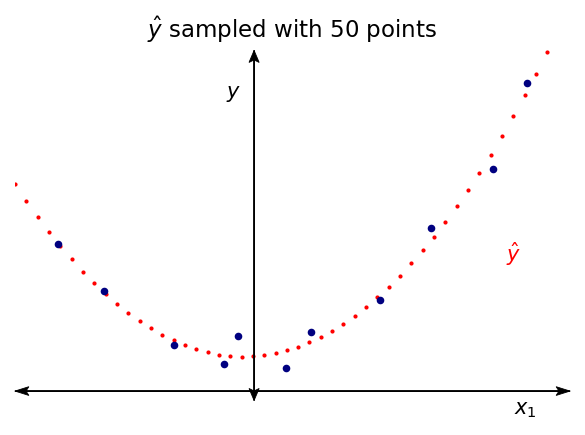 ŷ sampled with 50 points
y
ŷ
x₁